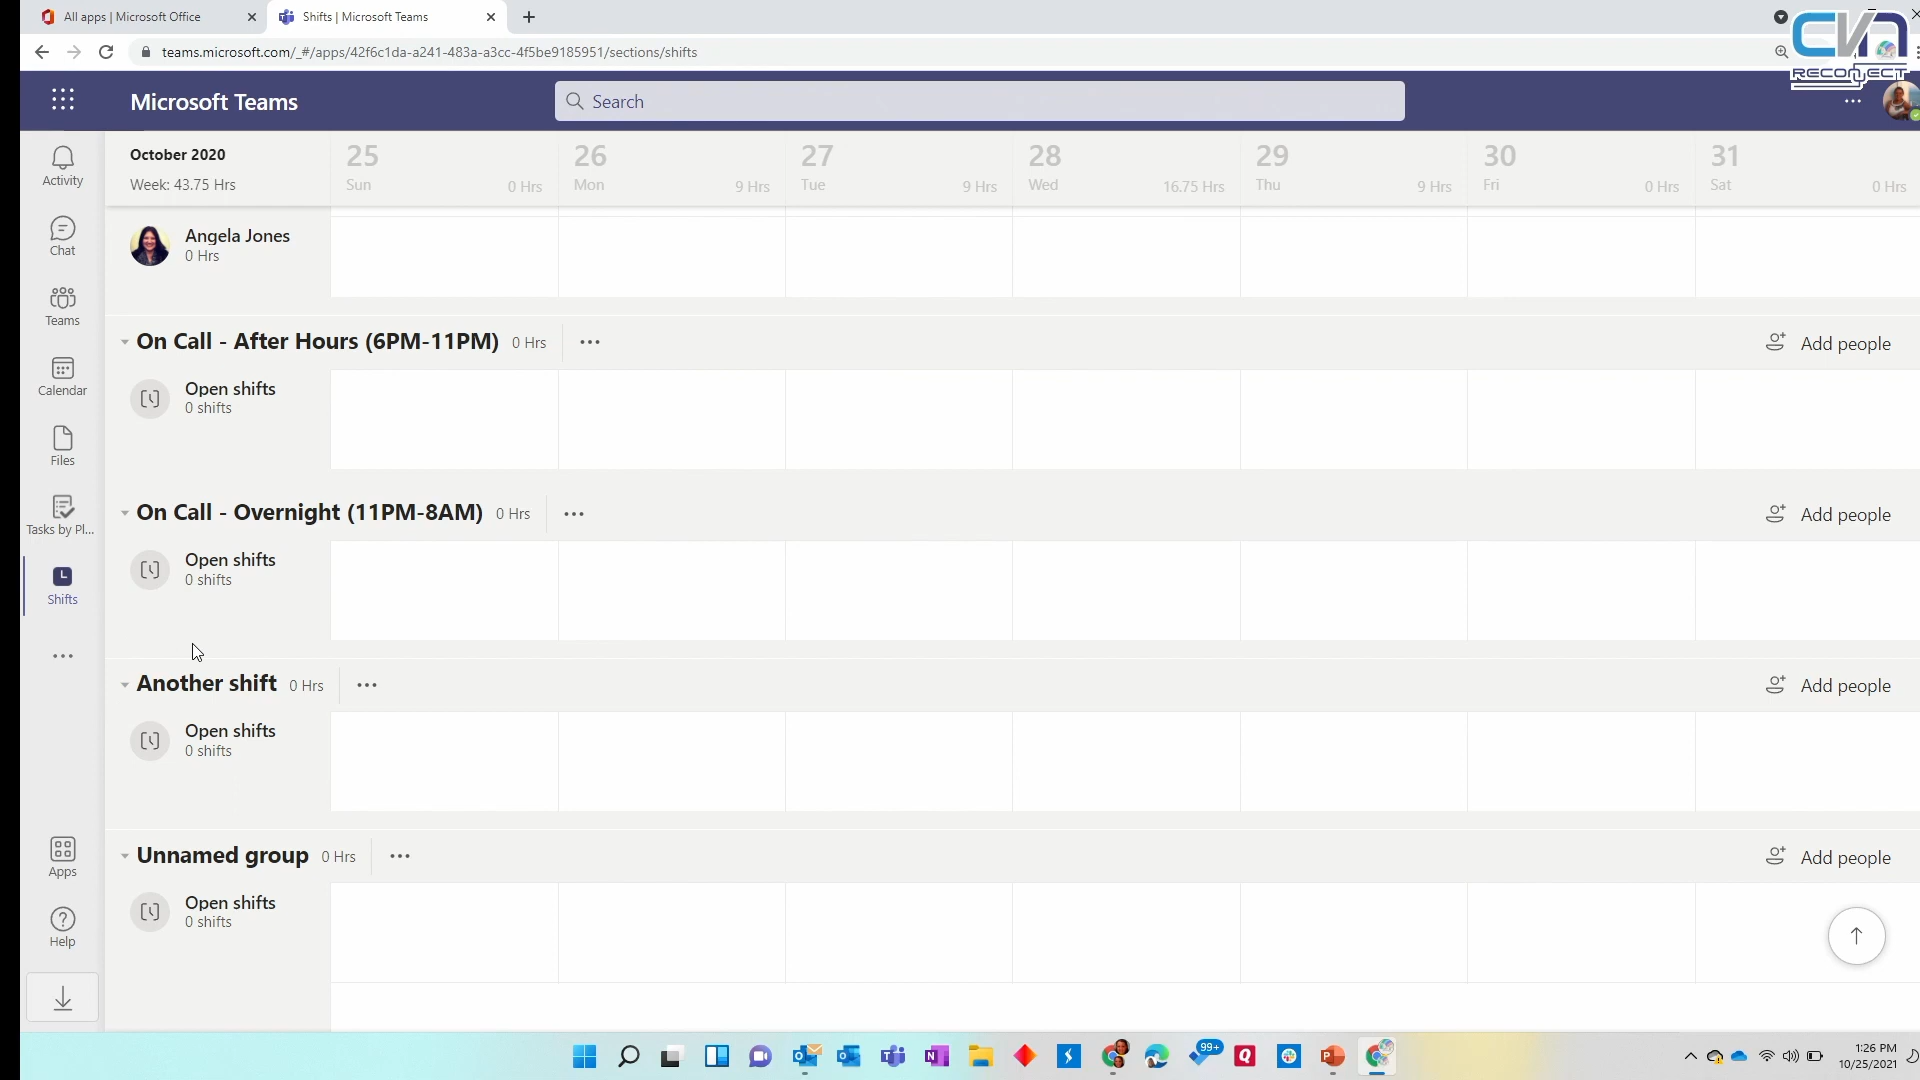 All apps | Microsoft Office
Shifts | Microsoft Teams
teams.microsoft.com/_#/apps/42f6c1da-a241-483a-a3cc-4f5be9185951/sections/shifts
CVN
RECONJECT
Microsoft Teams
Search
October 2020
Week: 43.75 Hrs
25
Sun
0 Hrs
26
Mon
9 Hrs
27
Tue
9 Hrs
28
Wed
16.75 Hrs
29
Thu
9 Hrs
30
Fri
0 Hrs
31
Sat
0 Hrs
Activity
Chat
Teams
Calendar
Files
Tasks by Pl...
Shifts
Apps
Help
Angela Jones
0 Hrs
On Call - After Hours (6PM-11PM) 0 Hrs
Add people
Open shifts
0 shifts
On Call - Overnight (11PM-8AM) 0 Hrs
Add people
Open shifts
0 shifts
Another shift 0 Hrs
Add people
Open shifts
0 shifts
Unnamed group 0 Hrs
Add people
Open shifts
0 shifts
99+
1:26 PM
10/25/2021